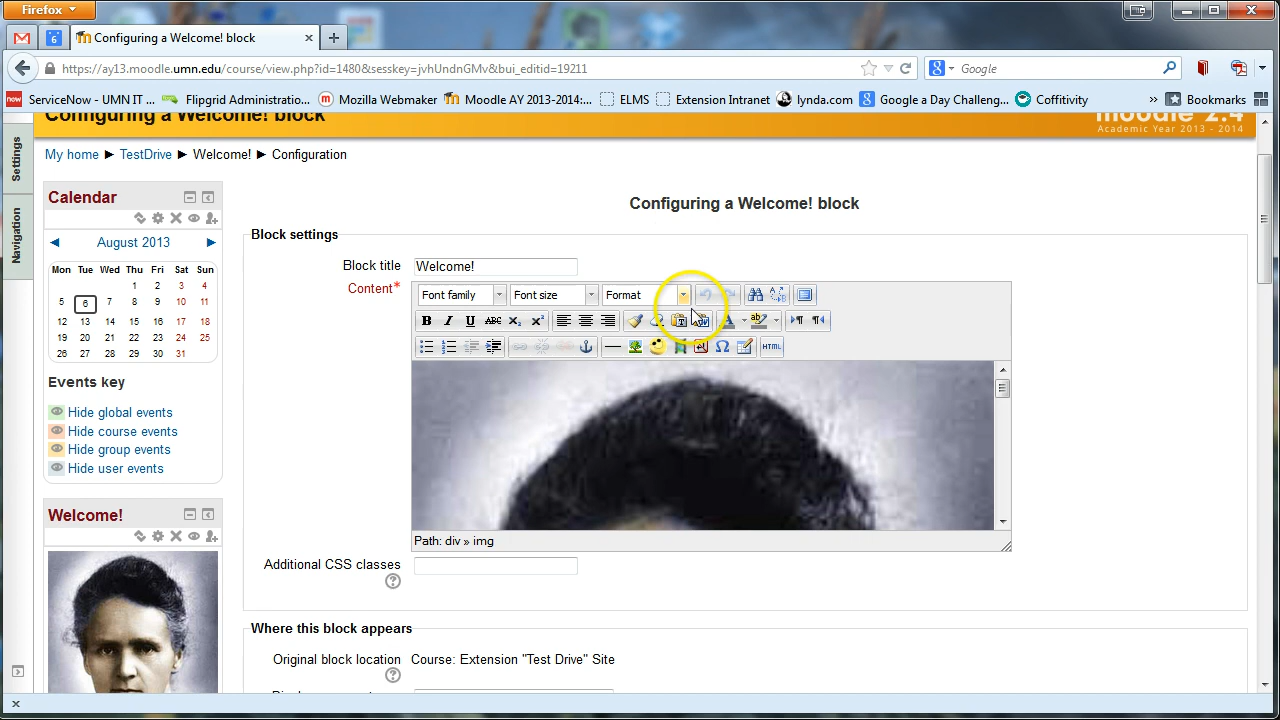 Firefox
6
Configuring a Welcome! block
https://ay13.moodle.umn.edu/course/view.php?id=1480&sesskey=jvhUndnGMv&bui_editid=19211
Google
ServiceNow - UMN IT ...
Flipgrid Administratio...
Mozilla Webmaker
Moodle AY 2013-2014:...
ELMS
Extension Intranet
lynda.com
Google a Day Challeng...
Coffitivity
Bookmarks
Configuring a Welcome! block
moodle 2.4
Academic Year 2013 - 2014
Settings
Navigation
My home ► TestDrive ► Welcome! ► Configuration
Calendar
August 2013
Mon Tue Wed Thu Fri Sat Sun
1 2 3 4
5 6 7 8 9 10 11
12 13 14 15 16 17 18
19 20 21 22 23 24 25
26 27 28 29 30 31
Events key
Hide global events
Hide course events
Hide group events
Hide user events
Welcome!
Configuring a Welcome! block
Block settings
Block title
Welcome!
Content*
Font family
Font size
Format
B I U ABC X₂ X²
HTML
Path: div » img
Additional CSS classes
Where this block appears
Original block location
Course: Extension "Test Drive" Site